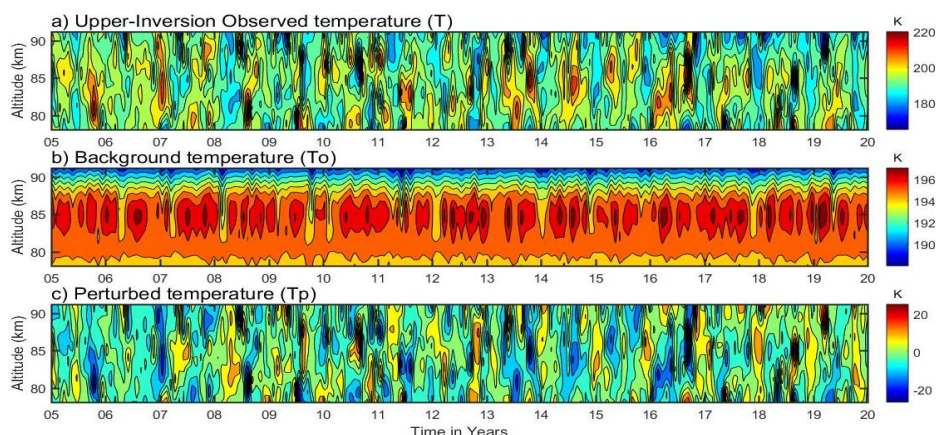 a) Upper-Inversion Observed temperature (T)
K
Altitude (km)
90
85
80
220
200
180
05 06 07 08 09 10 11 12 13 14 15 16 17 18 19 20
b) Background temperature (To)
K
Altitude (km)
90
85
80
196
194
192
190
05 06 07 08 09 10 11 12 13 14 15 16 17 18 19 20
c) Perturbed temperature (Tp)
K
Altitude (km)
90
85
80
20
0
-20
05 06 07 08 09 10 11 12 13 14 15 16 17 18 19 20
Time in Years